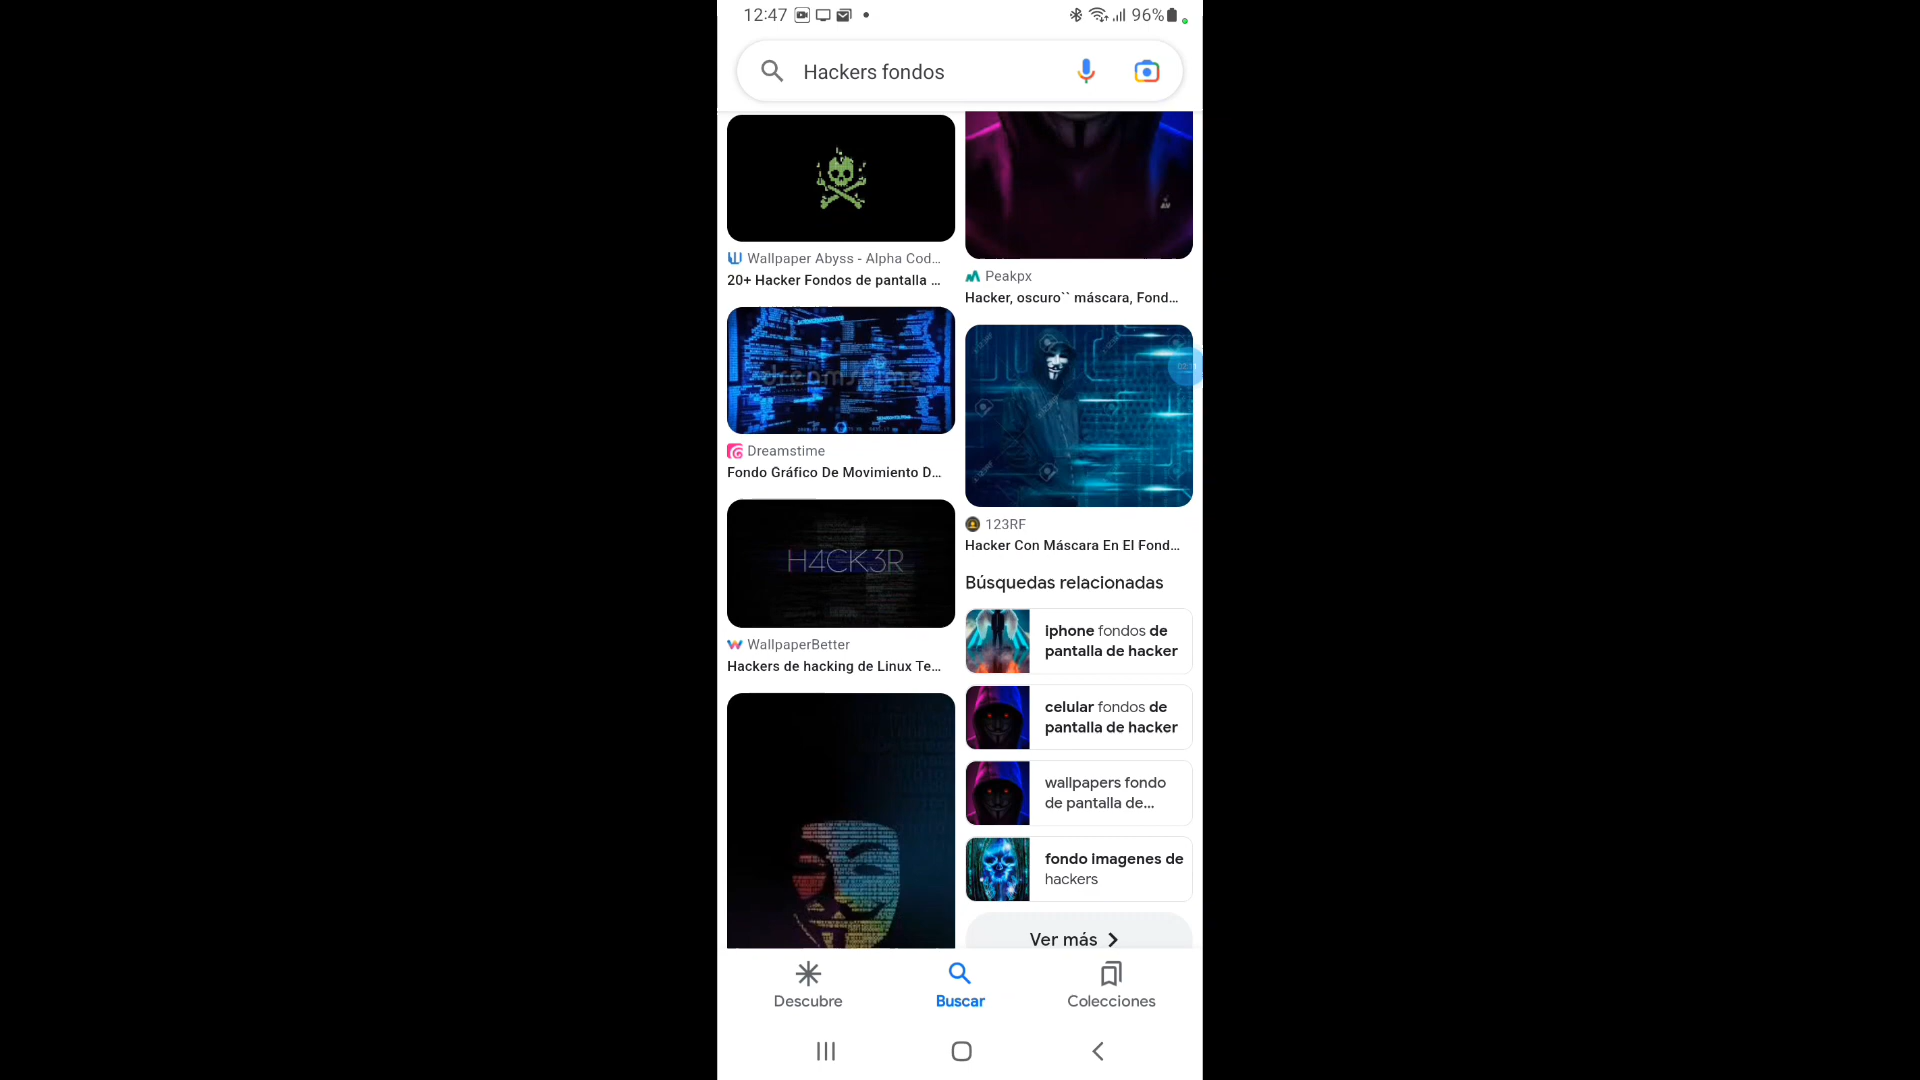 12:47
96%
Hackers fondos
Wallpaper Abyss - Alpha Cod...
20+ Hacker Fondos de pantalla ...
dreamstime
Dreamstime
Fondo Gráfico De Movimiento D...
H4CK3R
WallpaperBetter
Hackers de hacking de Linux Te...
Peakpx
Hacker, oscuro`` máscara, Fond...
123RF
Hacker Con Máscara En El Fond...
Búsquedas relacionadas
iphone fondos de
pantalla de hacker
celular fondos de
pantalla de hacker
wallpapers fondo
de pantalla de...
fondo imagenes de
hackers
Ver más
Descubre
Buscar
Colecciones